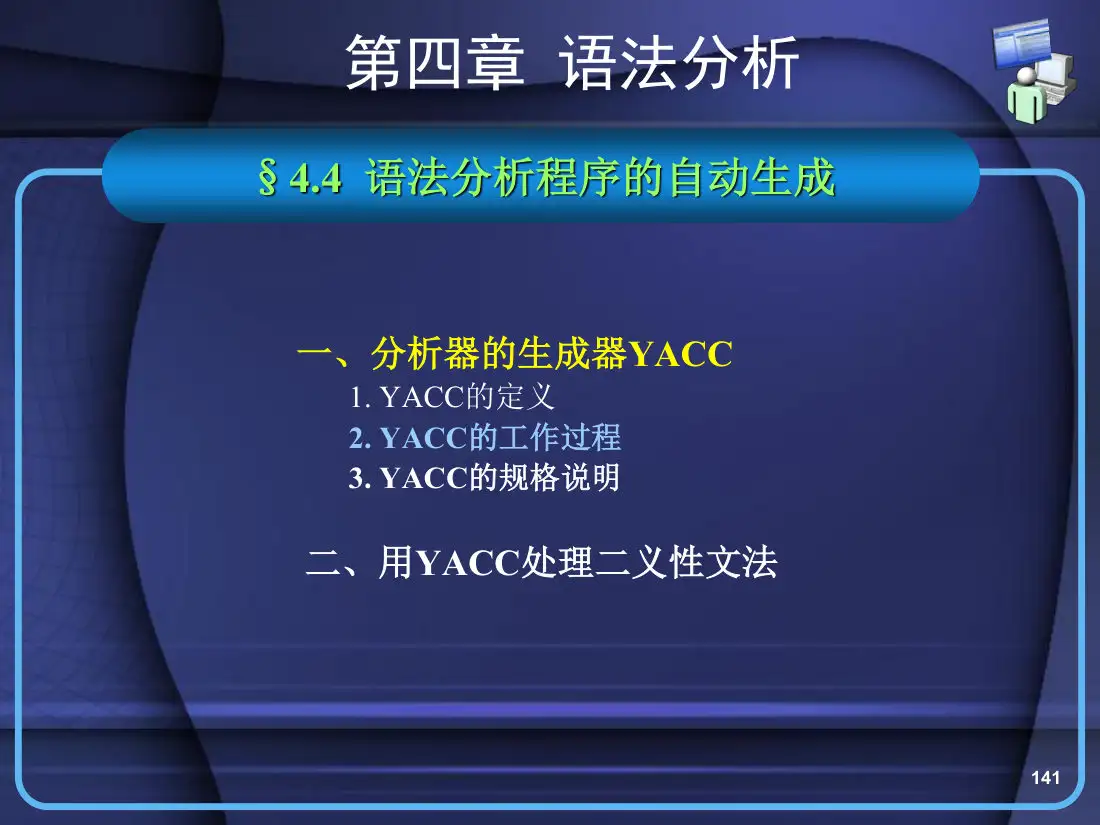 第四章 语法分析
§4.4 语法分析程序的自动生成
一、分析器的生成器YACC
1. YACC的定义
2. YACC的工作过程
3. YACC的规格说明
二、用YACC处理二义性文法
141